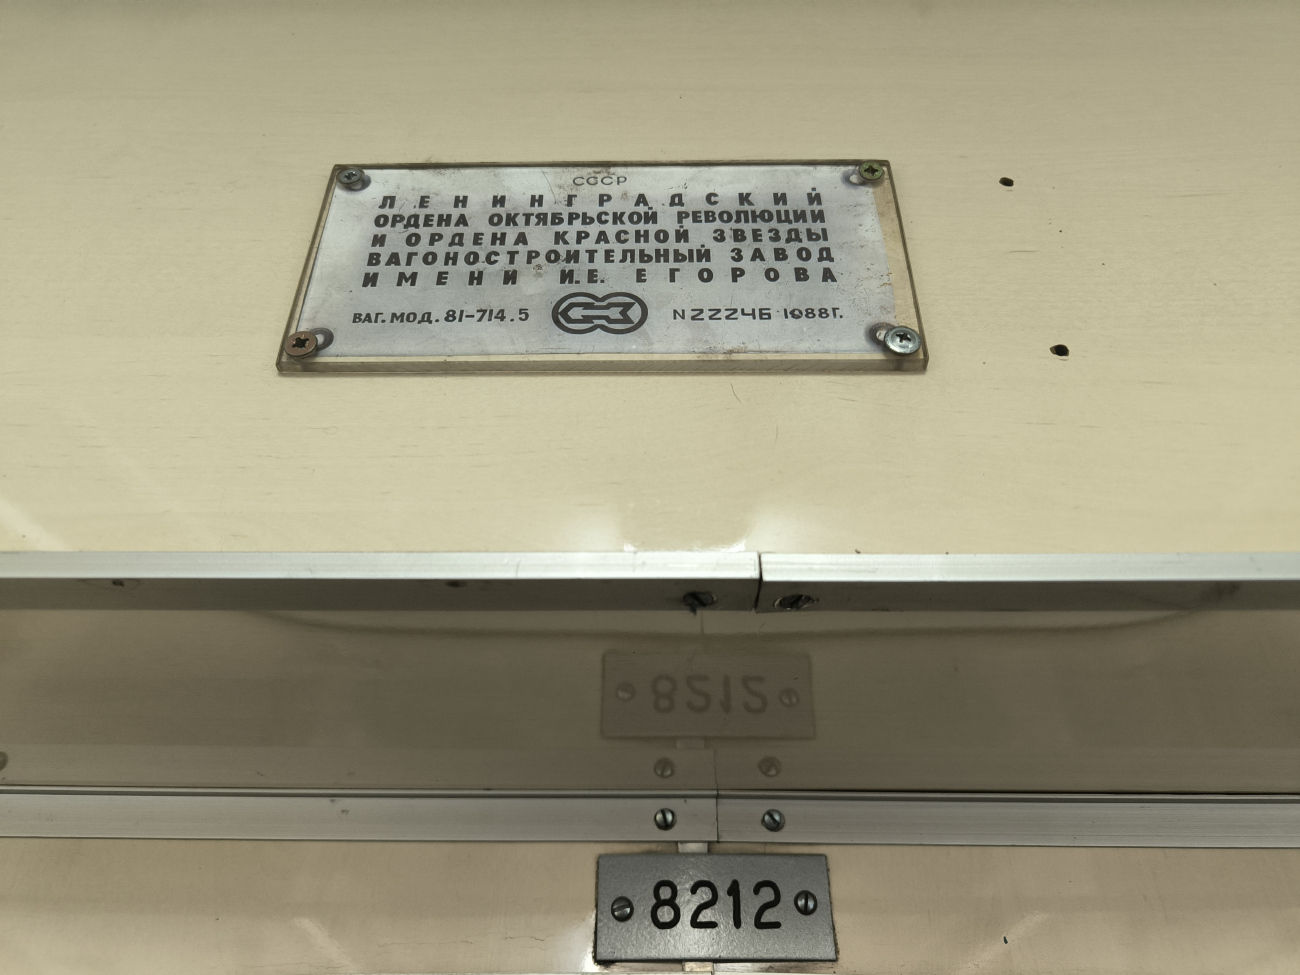 СССР
ЛЕНИНГРАДСКИЙ
ОРДЕНА ОКТЯБРЬСКОЙ РЕВОЛЮЦИИ
И ОРДЕНА КРАСНОЙ ЗВЕЗДЫ
ВАГОНОСТРОИТЕЛЬНЫЙ ЗАВОД
ИМЕНИ И.Е. ЕГОРОВА
ВАГ. МОД. 81-714.5 N22246 1988Г.
8212